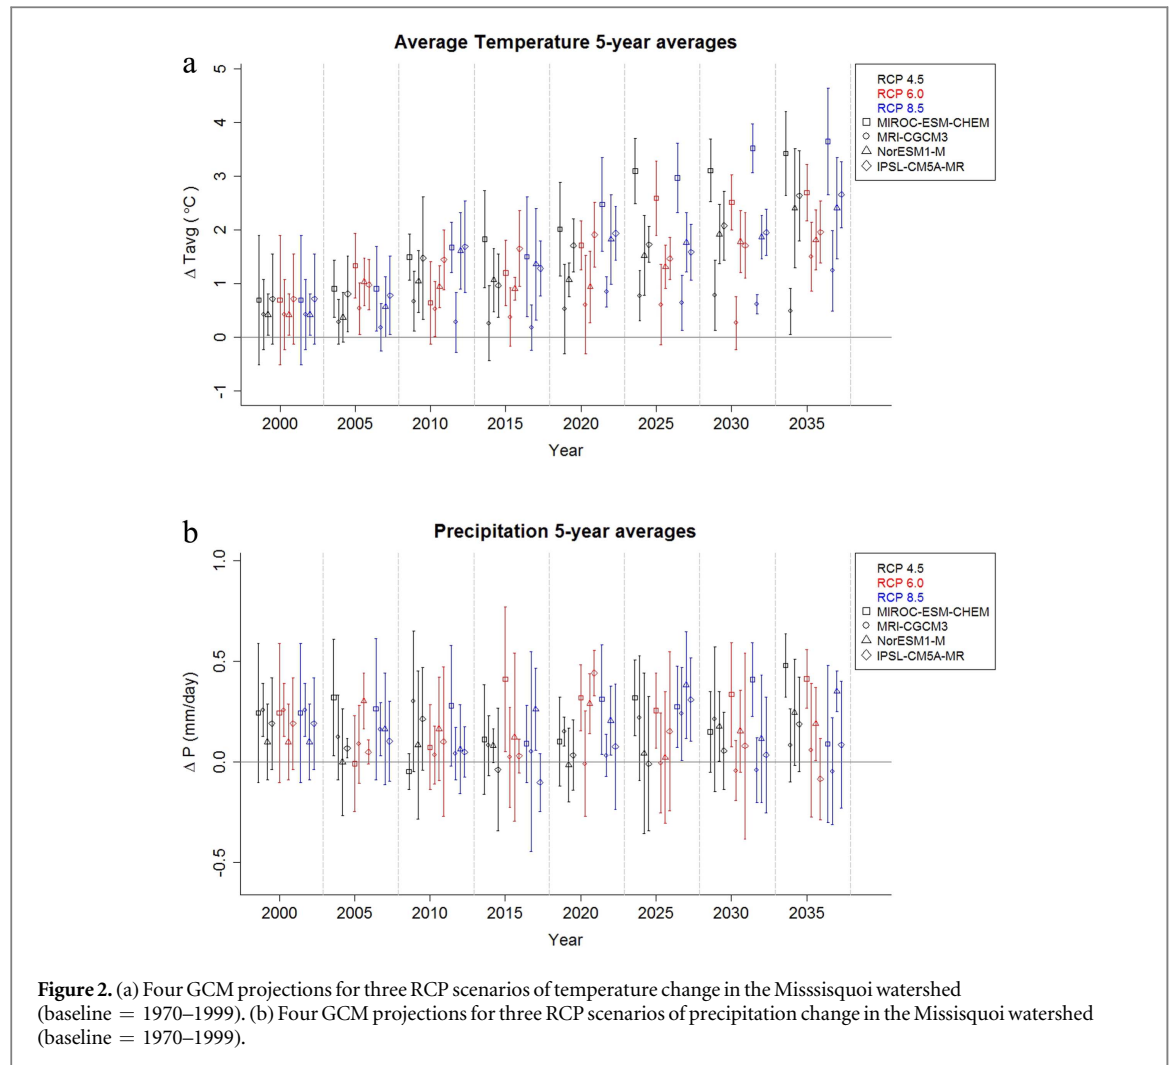 a
Average Temperature 5-year averages
5
4
3
2
1
0
-1
Δ Tavg ( °C )
2000 2005 2010 2015 2020 2025 2030 2035
Year
RCP 4.5
RCP 6.0
RCP 8.5
MIROC-ESM-CHEM
MRI-CGCM3
NorESM1-M
IPSL-CM5A-MR
b
Precipitation 5-year averages
1.0
0.5
0.0
-0.5
Δ P (mm/day)
2000 2005 2010 2015 2020 2025 2030 2035
Year
RCP 4.5
RCP 6.0
RCP 8.5
MIROC-ESM-CHEM
MRI-CGCM3
NorESM1-M
IPSL-CM5A-MR
Figure 2. (a) Four GCM projections for three RCP scenarios of temperature change in the Misssisquoi watershed
(baseline = 1970–1999). (b) Four GCM projections for three RCP scenarios of precipitation change in the Missisquoi watershed
(baseline = 1970–1999).